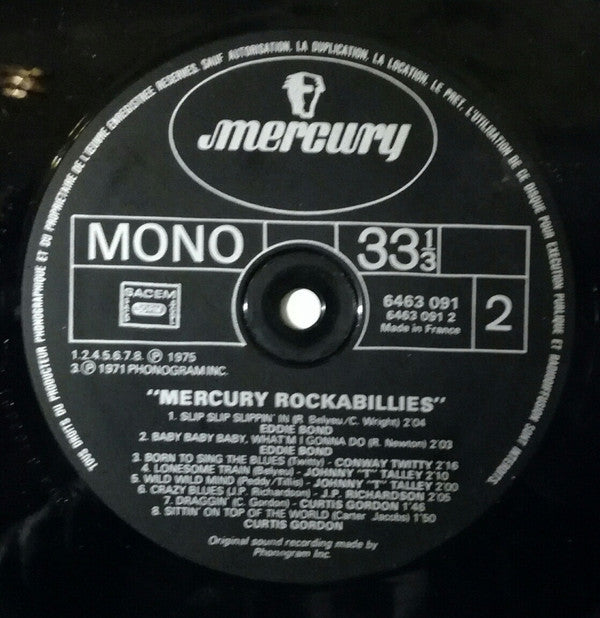 TOUS DROITS DU PRODUCTEUR PHONOGRAPHIQUE ET DU PROPRIETAIRE DE L'ŒUVRE ENREGISTREE RESERVES. SAUF AUTORISATION. LA DUPLICATION. LA LOCATION. LE PRET. L'UTILISATION DE CE DISQUE POUR EXECUTION PUBLIQUE ET RADIODIFFUSION SONT INTERDITES
mercury
MONO
33 1/3
SACEM
6463 091
6463 091 2
Made in France
2
1.2.4.5.6.7.8. ℗ 1975
3. ℗ 1971 PHONOGRAM INC.
"MERCURY ROCKABILLIES"
1. SLIP SLIP SLIPPIN' IN (R. Belyeu/C. Wright) 2'04
EDDIE BOND
2. BABY BABY BABY, WHAT'M I GONNA DO (R. Newton) 2'03
EDDIE BOND
3. BORN TO SING THE BLUES (Twitty) - CONWAY TWITTY 2'16
4. LONESOME TRAIN (Belyeu) - JOHNNY "T" TALLEY 2'10
5. WILD WILD MIND (Peddy/Tillis) - JOHNNY "T" TALLEY 2'00
6. CRAZY BLUES (J.P. Richardson) - J.P. RICHARDSON 2'05
7. DRAGGIN' (C. Gordon) - CURTIS GORDON 1'46
8. SITTIN' ON TOP OF THE WORLD (Carter Jacobs) 1'50
CURTIS GORDON
Original sound recording made by
Phonogram Inc.